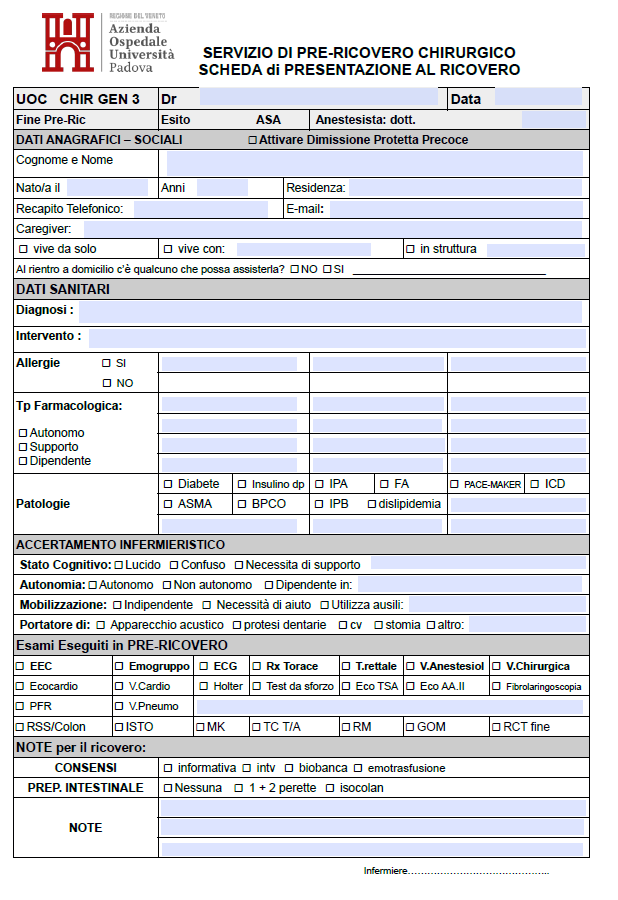 REGIONE DEL VENETO
Azienda
Ospedale
Università
Padova
SERVIZIO DI PRE-RICOVERO CHIRURGICO
SCHEDA di PRESENTAZIONE AL RICOVERO
UOC CHIR GEN 3 Dr Data
Fine Pre-Ric Esito ASA Anestesista: dott.
DATI ANAGRAFICI – SOCIALI ☐ Attivare Dimissione Protetta Precoce
Cognome e Nome
Nato/a il Anni Residenza:
Recapito Telefonico: E-mail:
Caregiver:
☐ vive da solo ☐ vive con: ☐ in struttura
Al rientro a domicilio c'è qualcuno che possa assisterla? ☐ NO ☐ SI ________________________________
DATI SANITARI
Diagnosi :
Intervento :
Allergie ☐ SI
☐ NO
Tp Farmacologica:
☐ Autonomo
☐ Supporto
☐ Dipendente
Patologie
☐ Diabete ☐ Insulino dp ☐ IPA ☐ FA ☐ PACE-MAKER ☐ ICD
☐ ASMA ☐ BPCO ☐ IPB ☐ dislipidemia
ACCERTAMENTO INFERMIERISTICO
Stato Cognitivo: ☐ Lucido ☐ Confuso ☐ Necessita di supporto
Autonomia: ☐ Autonomo ☐ Non autonomo ☐ Dipendente in:
Mobilizzazione: ☐ Indipendente ☐ Necessità di aiuto ☐ Utilizza ausili:
Portatore di: ☐ Apparecchio acustico ☐ protesi dentarie ☐ cv ☐ stomia ☐ altro:
Esami Eseguiti in PRE-RICOVERO
☐ EEC ☐ Emogruppo ☐ ECG ☐ Rx Torace ☐ T.rettale ☐ V.Anestesiol ☐ V.Chirurgica
☐ Ecocardio ☐ V.Cardio ☐ Holter ☐ Test da sforzo ☐ Eco TSA ☐ Eco AA.II ☐ Fibrolaringoscopia
☐ PFR ☐ V.Pneumo
☐ RSS/Colon ☐ ISTO ☐ MK ☐ TC T/A ☐ RM ☐ GOM ☐ RCT fine
NOTE per il ricovero:
CONSENSI ☐ informativa ☐ intv ☐ biobanca ☐ emotrasfusione
PREP. INTESTINALE ☐ Nessuna ☐ 1 + 2 perette ☐ isocolan
NOTE
Infermiere……………………………………..